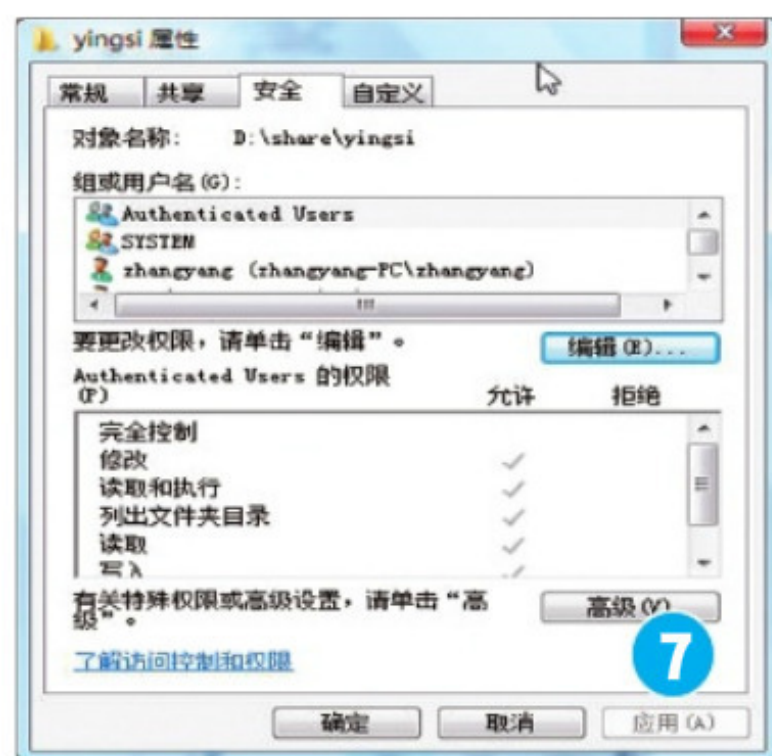 yingsi 属性
常规 共享 安全 自定义
对象名称: D:\share\yingsi
组或用户名(G):
Authenticated Users
SYSTEM
zhangyang (zhangyang-PC\zhangyang)
要更改权限，请单击“编辑”。
编辑(E)...
Authenticated Users 的权限
(P) 允许 拒绝
完全控制
修改
读取和执行
列出文件夹目录
读取
写入
有关特殊权限或高级设置，请单击“高
级”。
高级(V)
了解访问控制和权限
7
确定 取消 应用(A)